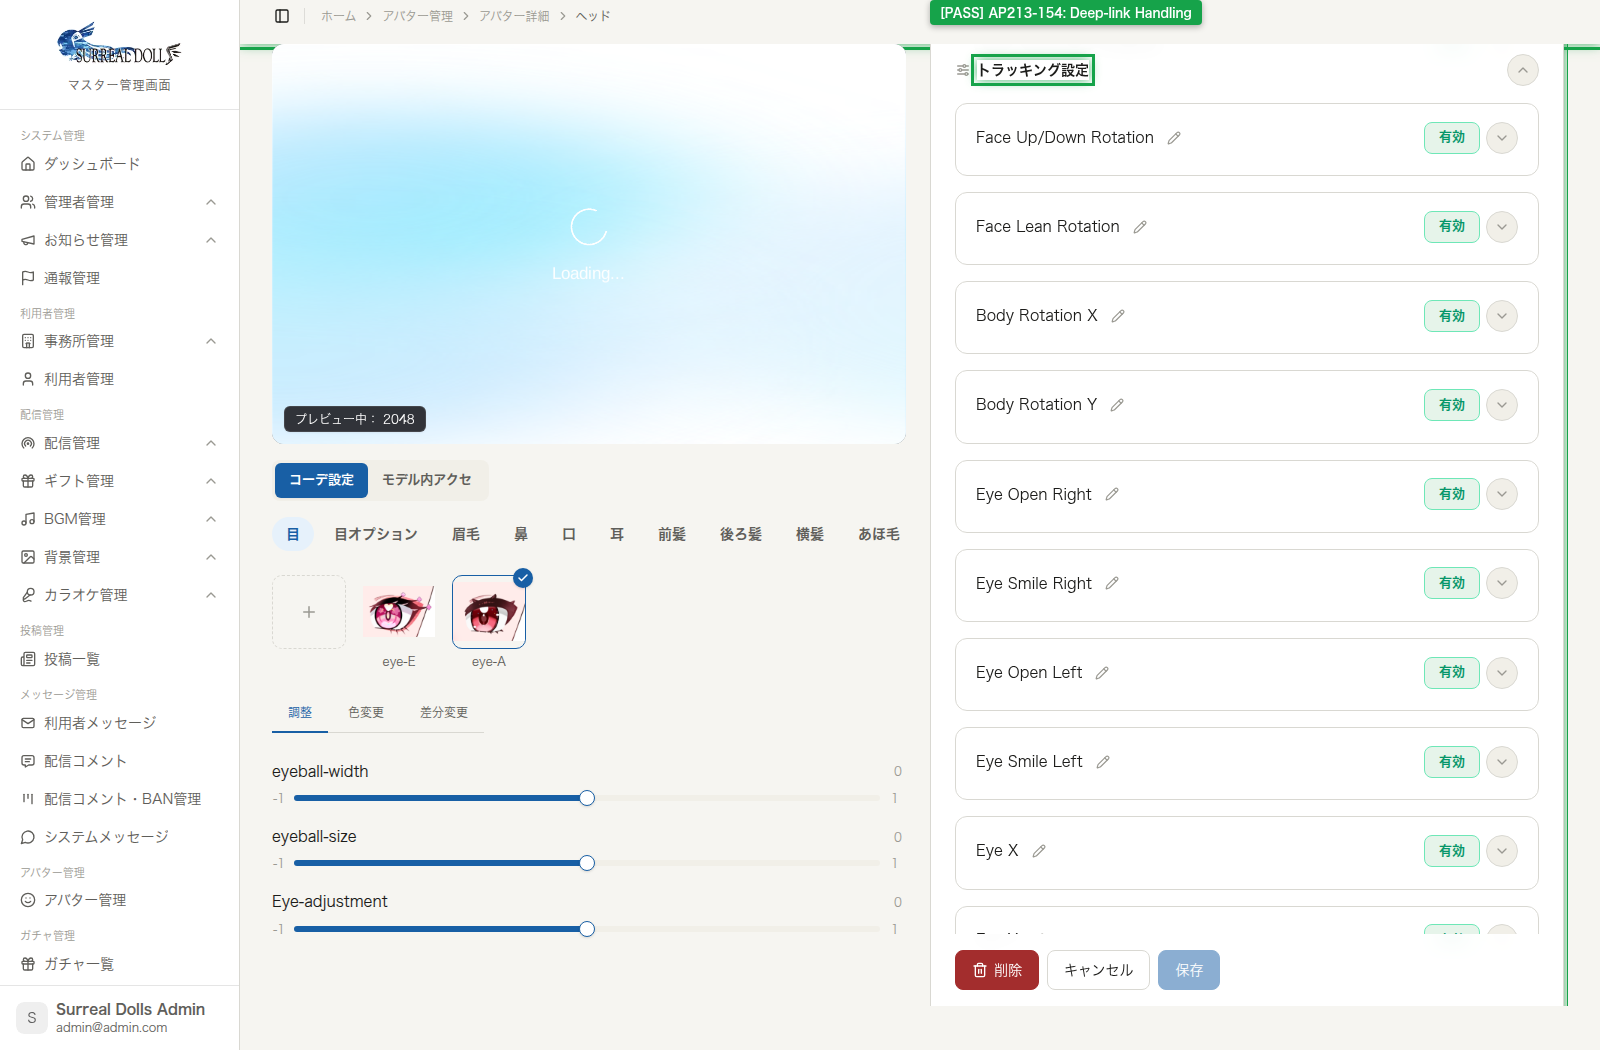 SURREAL DOLLS
マスター管理画面
システム管理
ダッシュボード
管理者管理
お知らせ管理
通報管理
利用者管理
事務所管理
利用者管理
配信管理
配信管理
ギフト管理
BGM管理
背景管理
カラオケ管理
投稿管理
投稿一覧
メッセージ管理
利用者メッセージ
配信コメント
配信コメント・BAN管理
システムメッセージ
アバター管理
アバター管理
ガチャ管理
ガチャ一覧
S
Surreal Dolls Admin
admin@admin.com
ホーム > アバター管理 > アバター詳細 > ヘッド
[PASS] AP213-154: Deep-link Handling
Loading...
プレビュー中： 2048
コーデ設定 モデル内アクセ
目 目オプション 眉毛 鼻 口 耳 前髪 後ろ髪 横髪 あほ毛
eye-E eye-A
調整 色変更 差分変更
eyeball-width 0
-1 1
eyeball-size 0
-1 1
Eye-adjustment 0
-1 1
トラッキング設定
Face Up/Down Rotation 有効
Face Lean Rotation 有効
Body Rotation X 有効
Body Rotation Y 有効
Eye Open Right 有効
Eye Smile Right 有効
Eye Open Left 有効
Eye Smile Left 有効
Eye X 有効
削除 キャンセル 保存